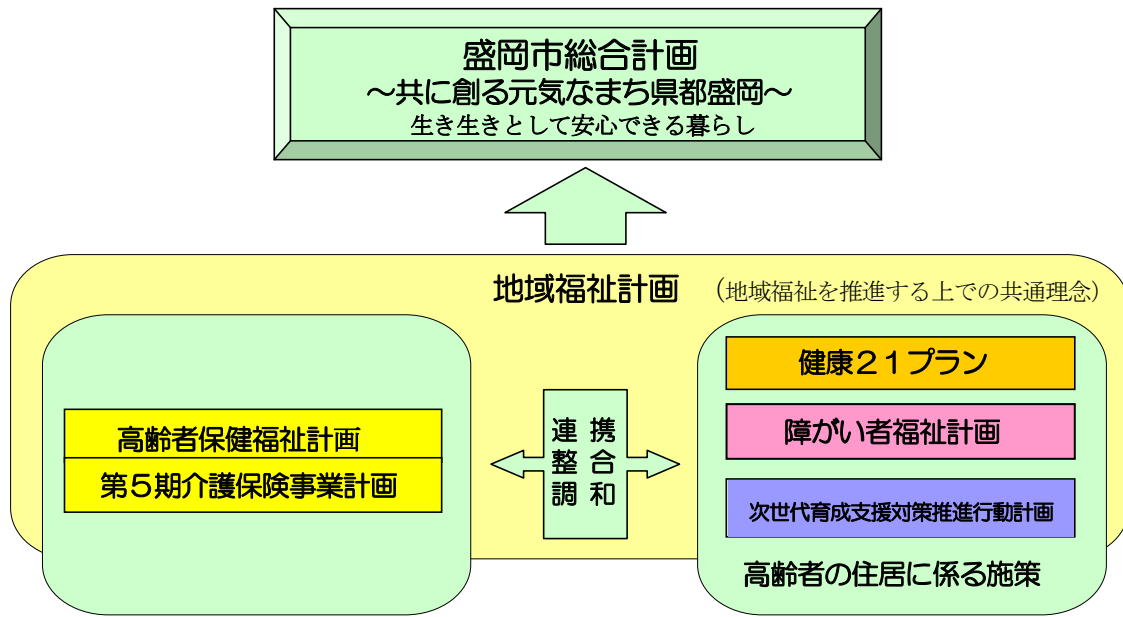 盛岡市総合計画
～共に創る元気なまち県都盛岡～
生き生きとして安心できる暮らし
地域福祉計画 (地域福祉を推進する上での共通理念)
高齢者保健福祉計画
第５期介護保険事業計画
連 携
整 合
調 和
健康２１プラン
障がい者福祉計画
次世代育成支援対策推進行動計画
高齢者の住居に係る施策